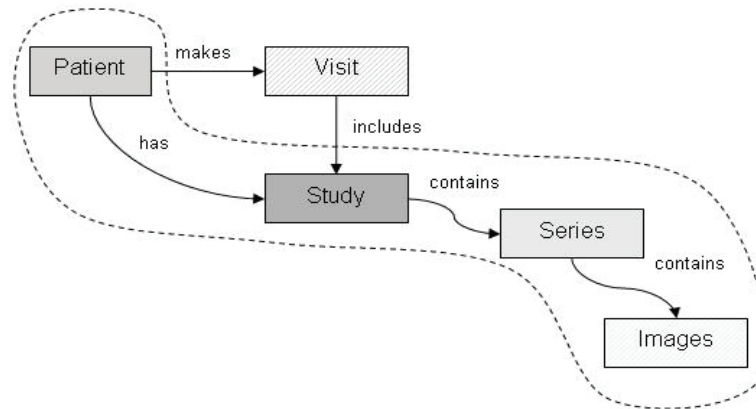 Patient
makes
Visit
has
includes
Study
contains
Series
contains
Images